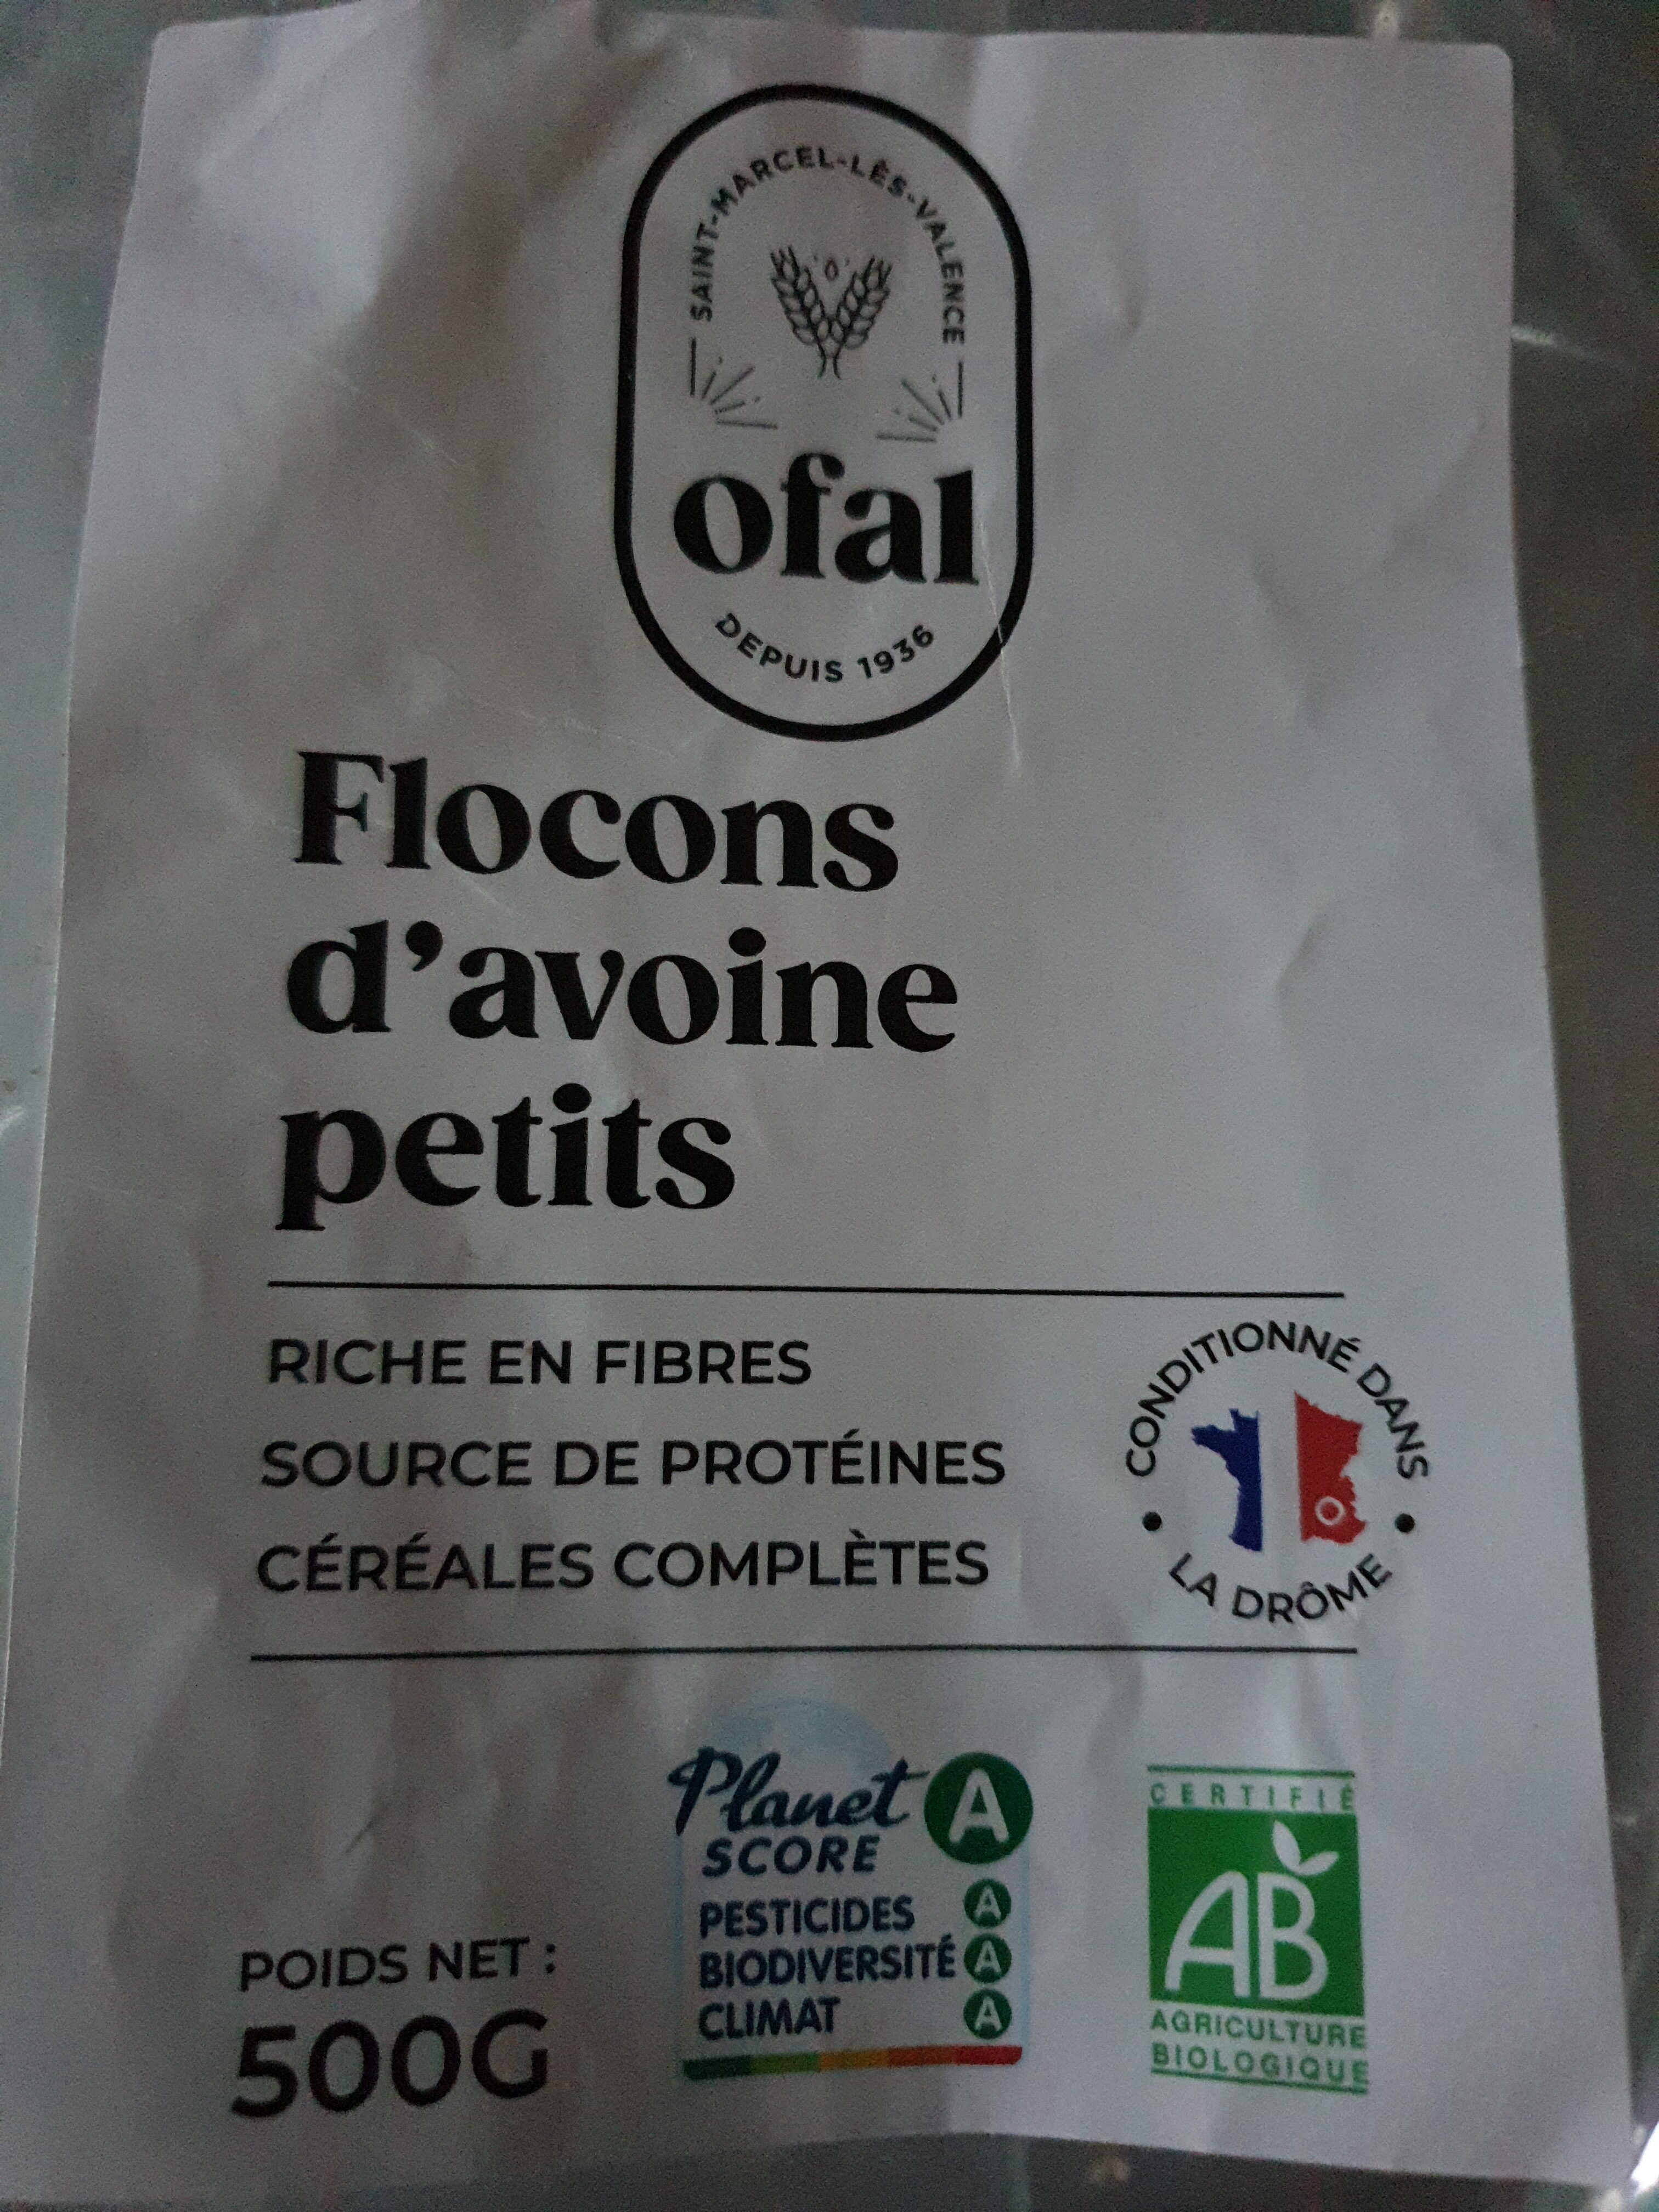 SAINT-MARCEL-LÈS-VALENCE
ofal
DEPUIS 1936
Flocons
d'avoine
petits
RICHE EN FIBRES
SOURCE DE PROTÉINES
CÉRÉALES COMPLÈTES
CONDITIONNÉ DANS
LA DRÔME
Planet A
SCORE
PESTICIDES A
BIODIVERSITÉ A
CLIMAT A
CERTIFIÉ
AB
AGRICULTURE
BIOLOGIQUE
POIDS NET :
500G